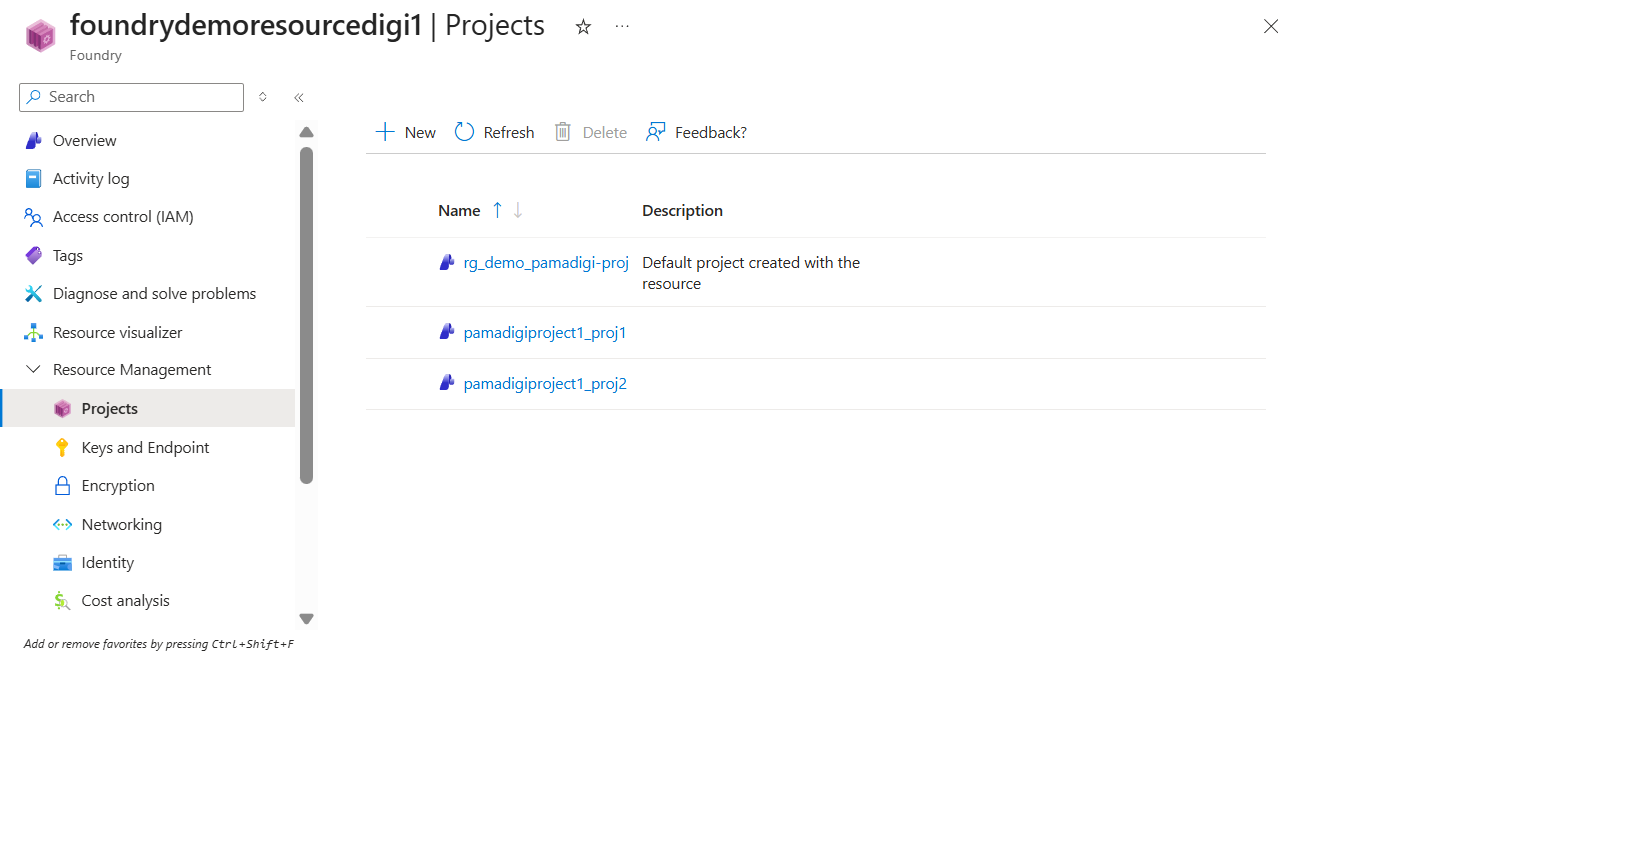 foundrydemoresourcedigi1 | Projects
Foundry
Search
Overview
Activity log
Access control (IAM)
Tags
Diagnose and solve problems
Resource visualizer
Resource Management
Projects
Keys and Endpoint
Encryption
Networking
Identity
Cost analysis
Add or remove favorites by pressing Ctrl+Shift+F
New Refresh Delete Feedback?
Name Description
rg_demo_pamadigi-proj Default project created with the
resource
pamadigiproject1_proj1
pamadigiproject1_proj2